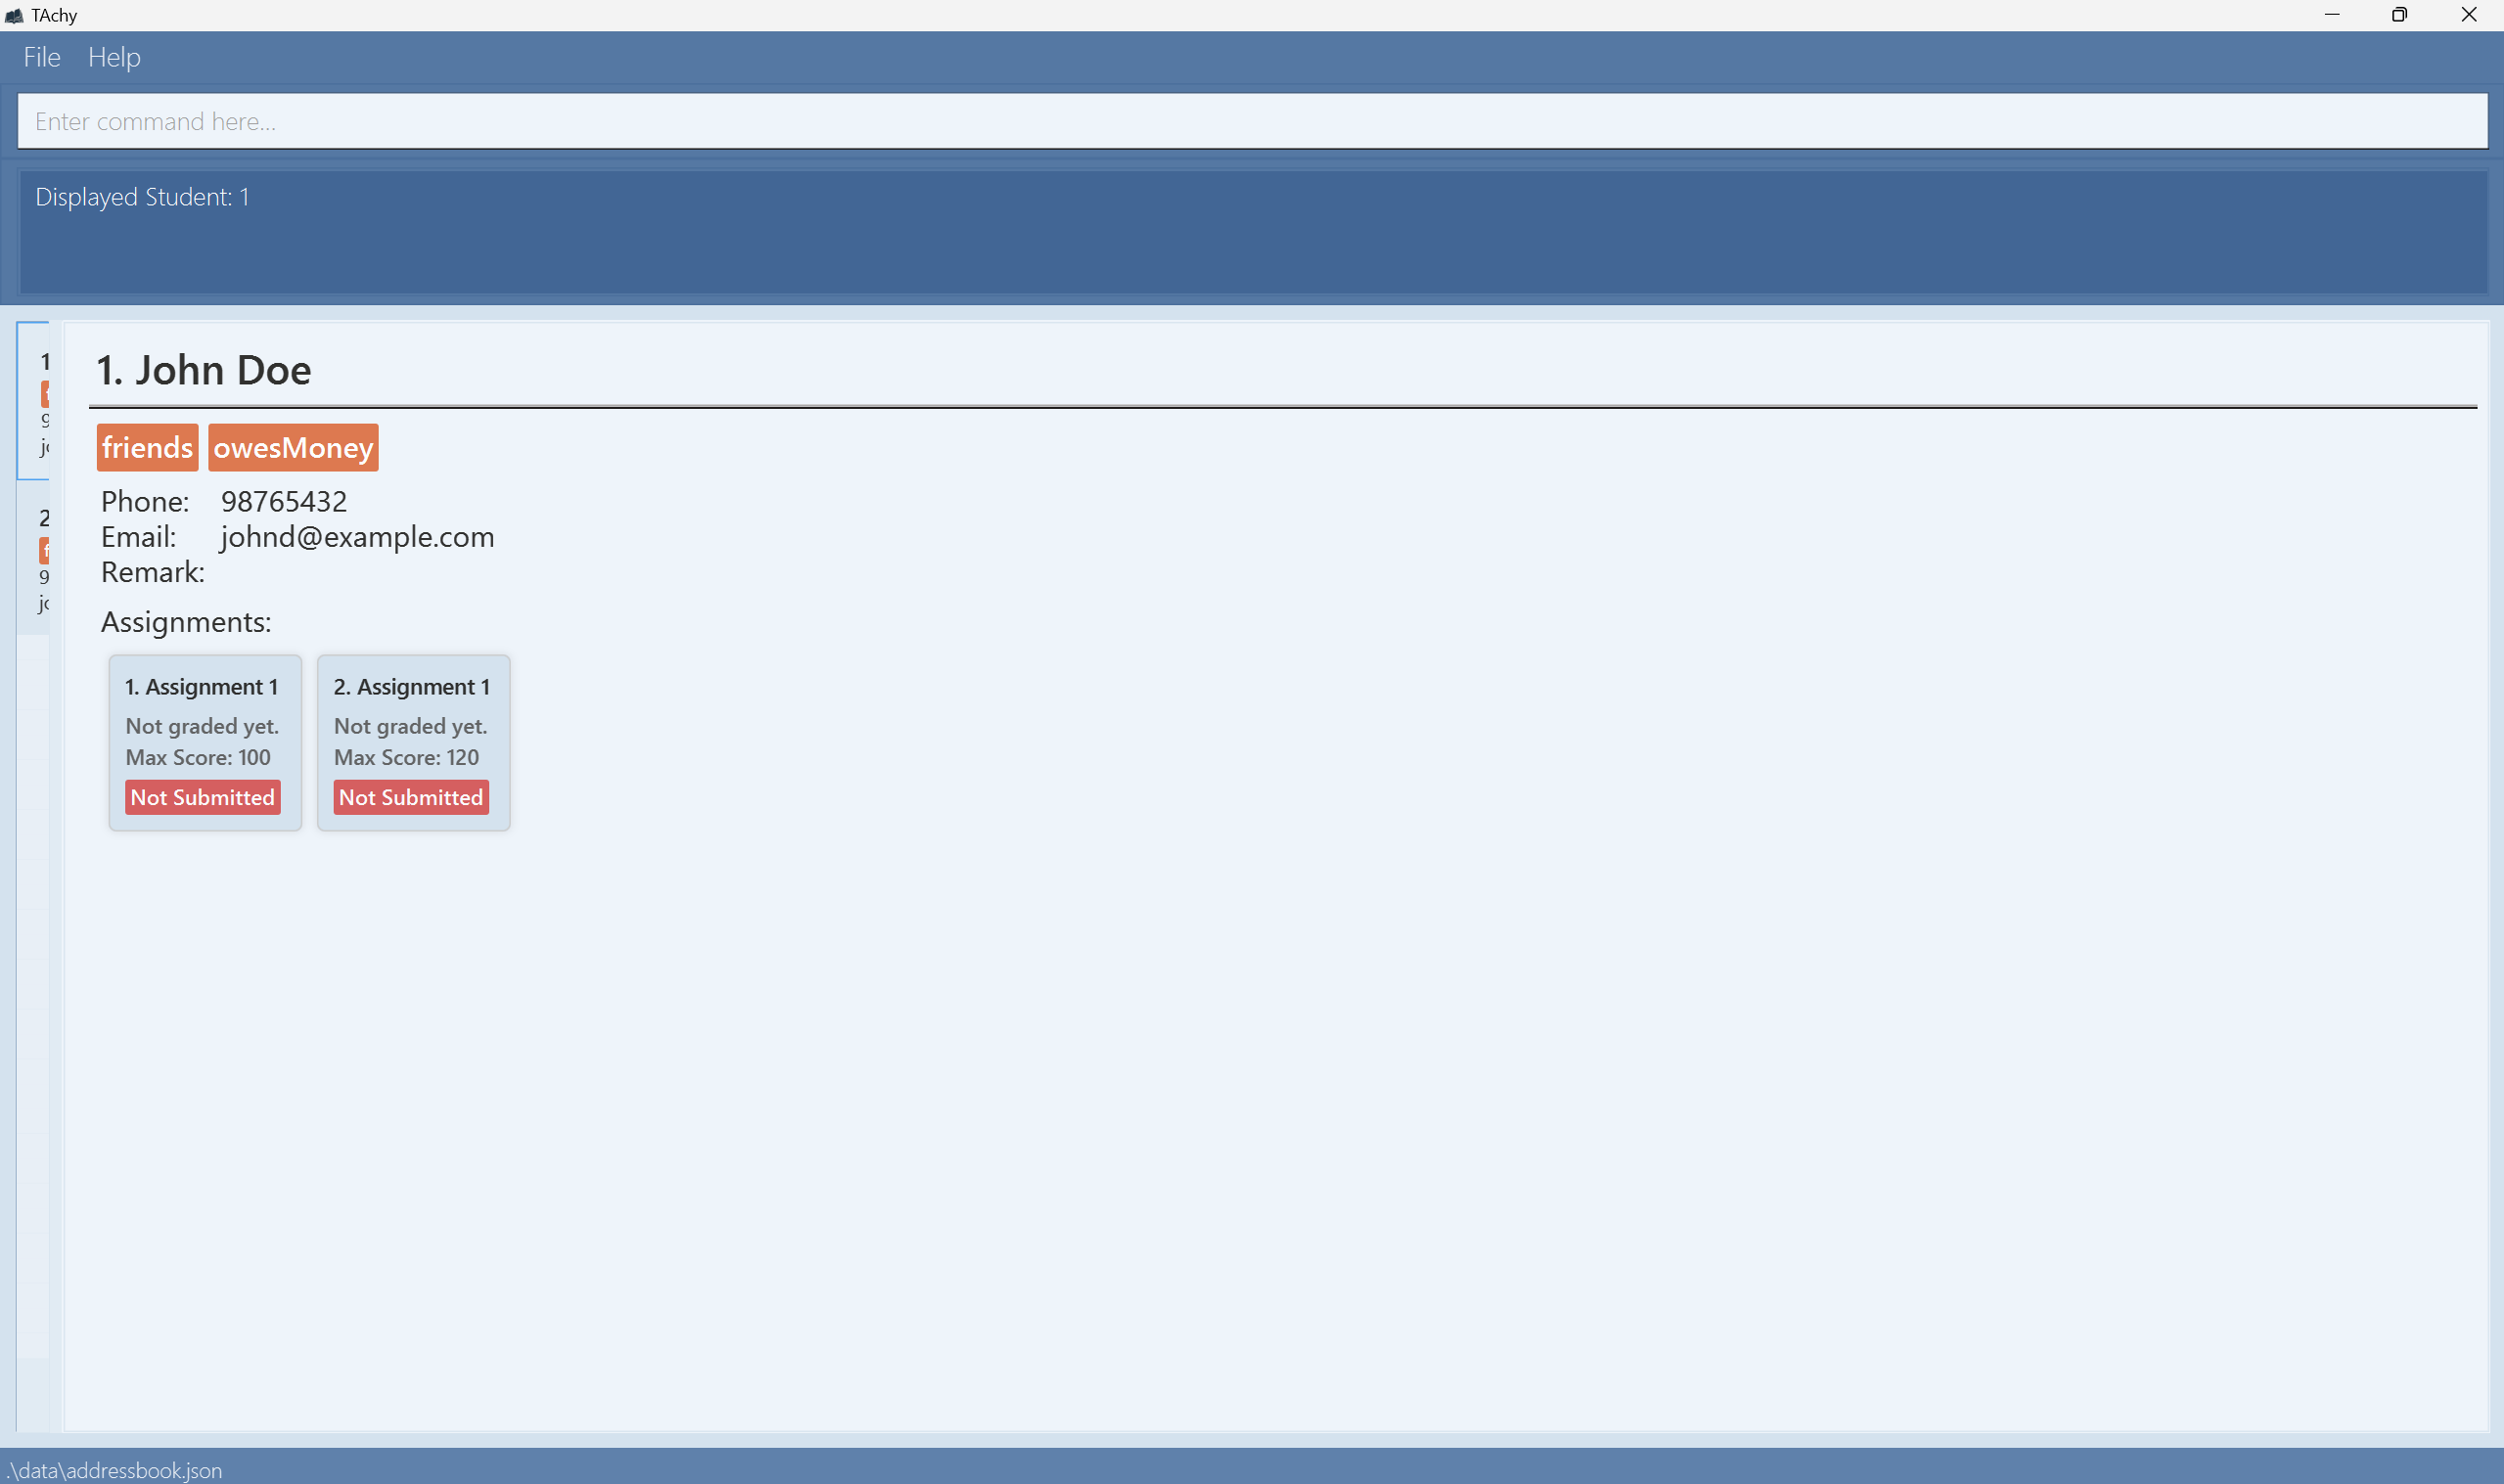 TAchy
File Help
Enter command here...
Displayed Student: 1
1
9
2
9
1. John Doe
friends owesMoney
Phone: 98765432
Email: johnd@example.com
Remark:
Assignments:
1. Assignment 1
Not graded yet.
Max Score: 100
Not Submitted
2. Assignment 1
Not graded yet.
Max Score: 120
Not Submitted
.\data\addressbook.json